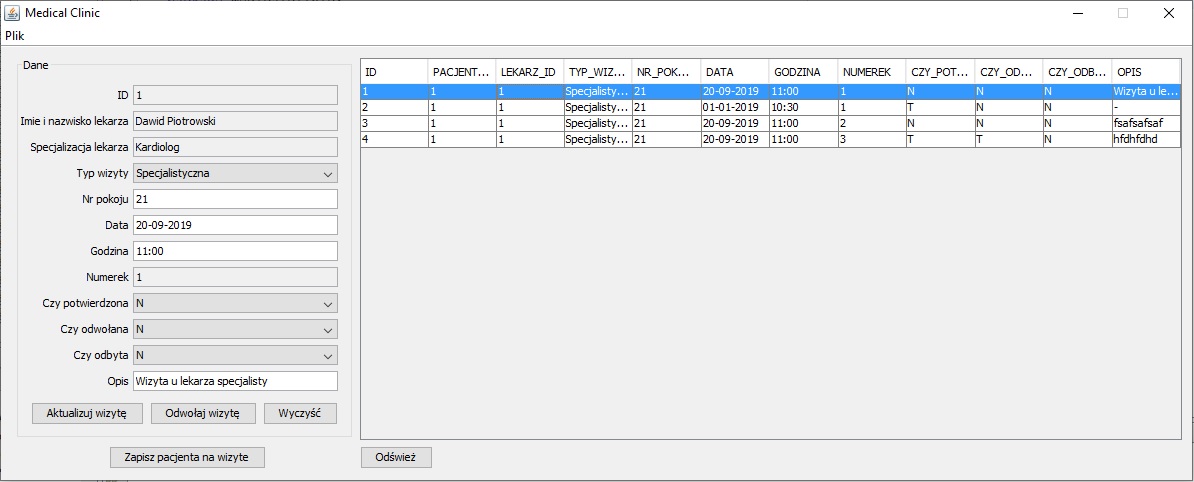 Medical Clinic
Plik
Dane
ID 1
Imie i nazwisko lekarza Dawid Piotrowski
Specjalizacja lekarza Kardiolog
Typ wizyty Specjalistyczna
Nr pokoju 21
Data 20-09-2019
Godzina 11:00
Numerek 1
Czy potwierdzona N
Czy odwołana N
Czy odbyta N
Opis Wizyta u lekarza specjalisty
Aktualizuj wizytę Odwołaj wizytę Wyczyść
Zapisz pacjenta na wizyte
ID PACJENT... LEKARZ_ID TYP_WIZ... NR_POK... DATA GODZINA NUMEREK CZY_POT... CZY_OD... CZY_ODB... OPIS
1 1 1 Specjalisty... 21 20-09-2019 11:00 1 N N N Wizyta u le...
2 1 1 Specjalisty... 21 01-01-2019 10:30 1 T N N -
3 1 1 Specjalisty... 21 20-09-2019 11:00 2 N N N fsafsafsaf
4 1 1 Specjalisty... 21 20-09-2019 11:00 3 T T N hfdhfdhd
Odśwież